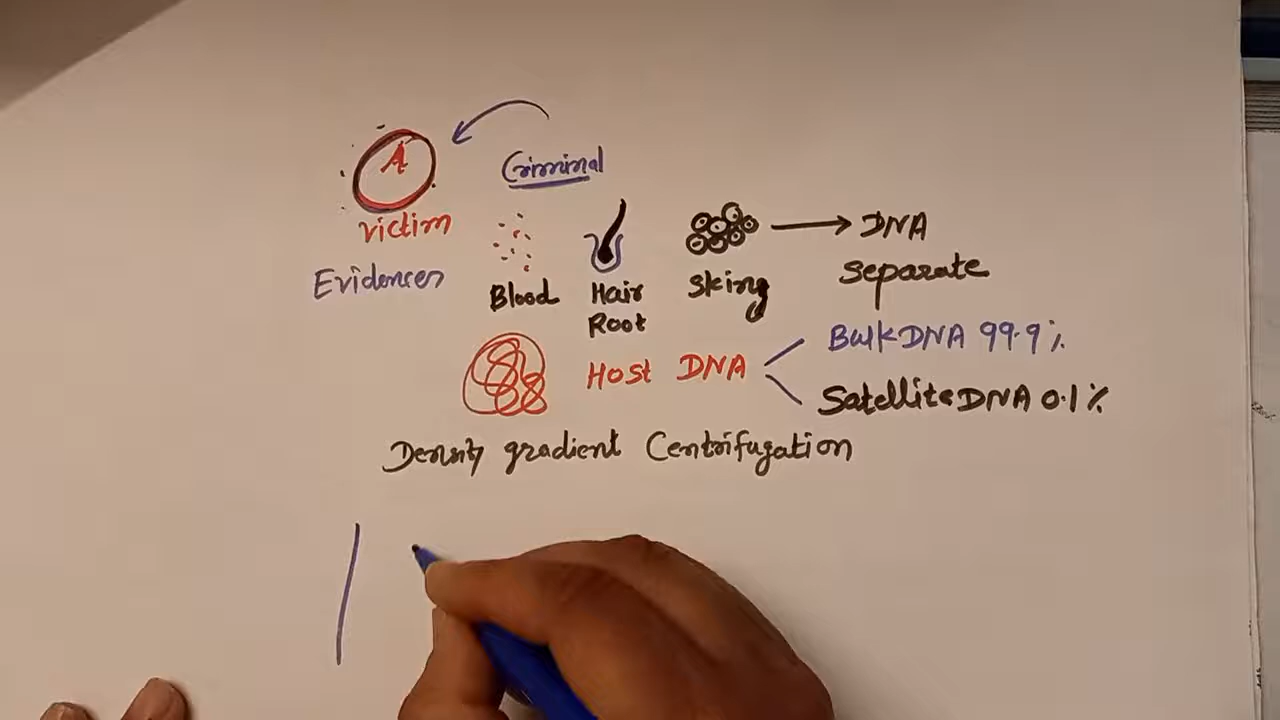 A
Criminal
victim
Evidences
Blood
Hair
Root
Sking
DNA
separate
Host DNA
Bulk DNA 99.9%
Satellite DNA 0.1%
Density gradient Centrifugation